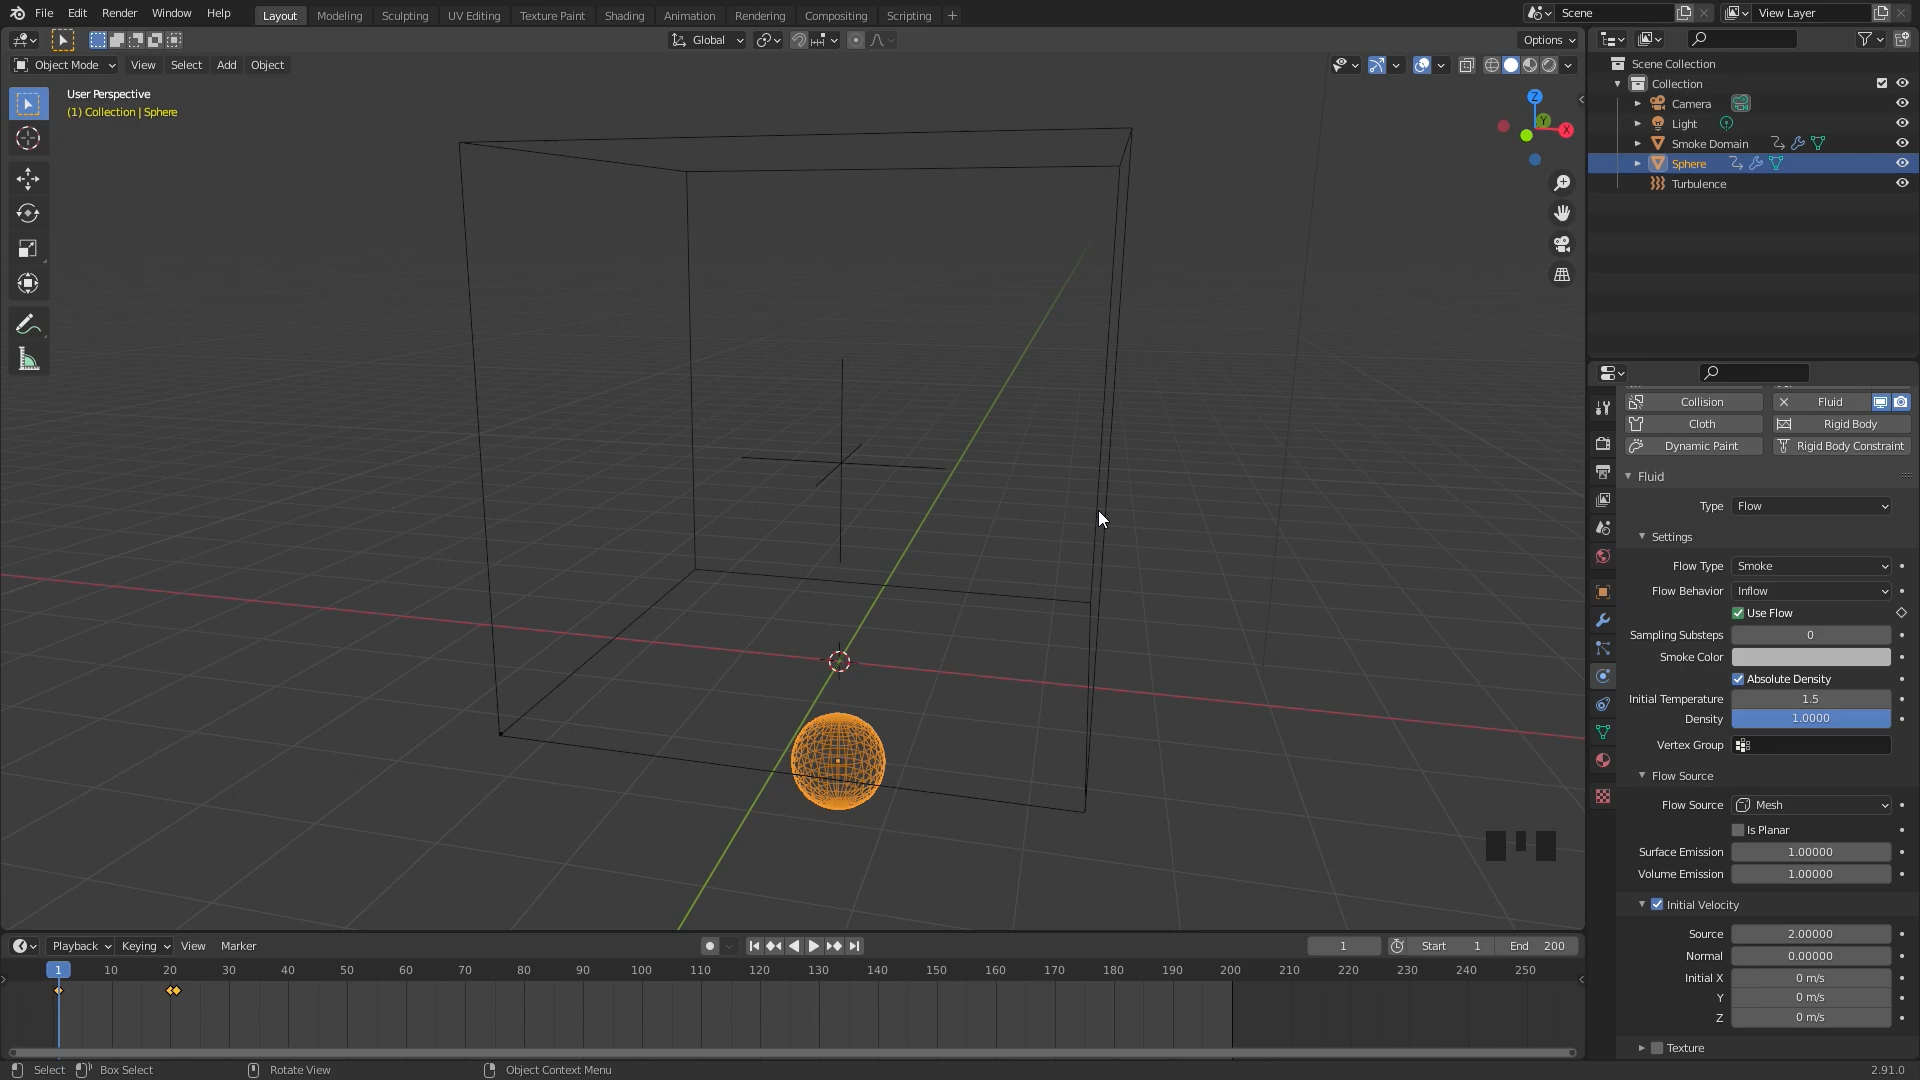 File Edit Render Window Help Layout Modeling Sculpting UV Editing Texture Paint Shading Animation Rendering Compositing Scripting + Scene View Layer
Global Options
Object Mode View Select Add Object
User Perspective
(1) Collection | Sphere
Z
Y
X
Scene Collection
Collection
Camera
Light
Smoke Domain
Sphere
Turbulence
Collision Fluid
Cloth Rigid Body
Dynamic Paint Rigid Body Constraint
Fluid
Type Flow
Settings
Flow Type Smoke
Flow Behavior Inflow
Use Flow
Sampling Substeps 0
Smoke Color
Absolute Density
Initial Temperature 1.5
Density 1.0000
Vertex Group
Flow Source
Flow Source Mesh
Is Planar
Surface Emission 1.00000
Volume Emission 1.00000
Initial Velocity
Source 2.00000
Normal 0.00000
Initial X 0 m/s
Y 0 m/s
Z 0 m/s
Texture
Playback Keying View Marker 1 Start 1 End 200
1 10 20 30 40 50 60 70 80 90 100 110 120 130 140 150 160 170 180 190 200 210 220 230 240 250
Select Box Select Rotate View Object Context Menu 2.91.0